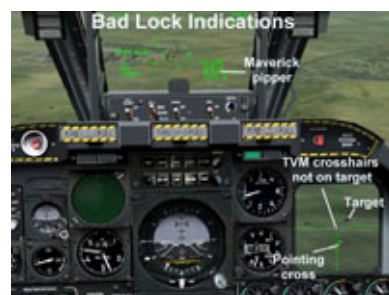 Bad Lock Indications
Maverick
pipper
TVM crosshairs
not on target
Target
Pointing
cross